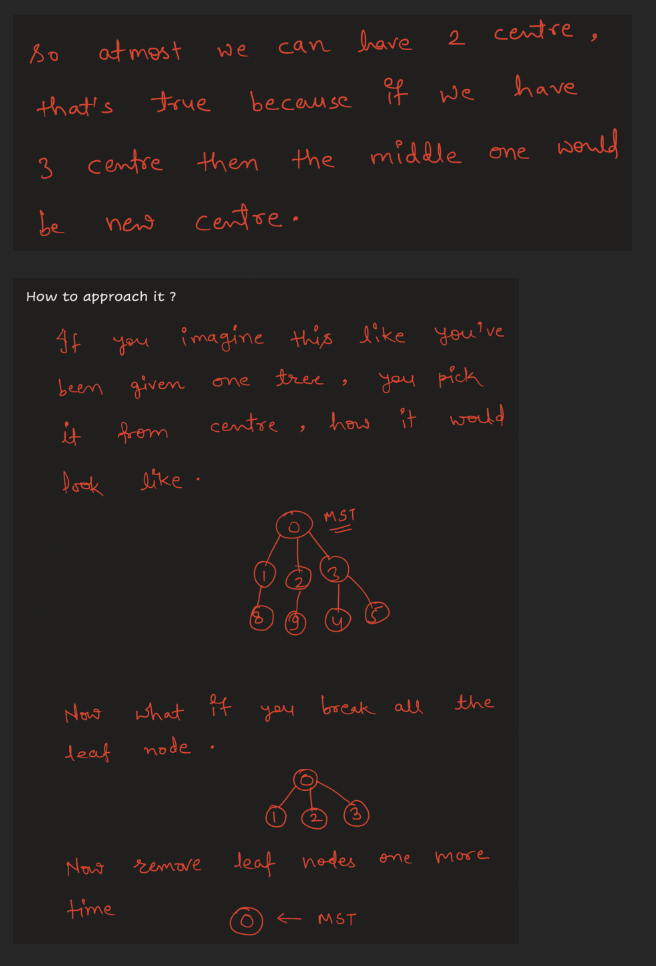 So atmost we can have 2 centre,
that's true because if we have
3 centre then the middle one would
be new centre.
How to approach it ?
If you imagine this like you've
been given one tree, you pick
it from centre, how it would
look like.
0 MST
1 2 3
8 9 4 5
Now what if you break all the
leaf node.
0
1 2 3
Now remove leaf nodes one more
time
0 ← MST